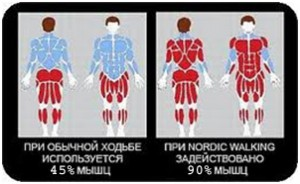 ПРИ ОБЫЧНОЙ ХОДЬБЕ
ИСПОЛЬЗУЕТСЯ
45% МЫШЦ
ПРИ NORDIC WALKING
ЗАДЕЙСТВОВАНО
90% МЫШЦ